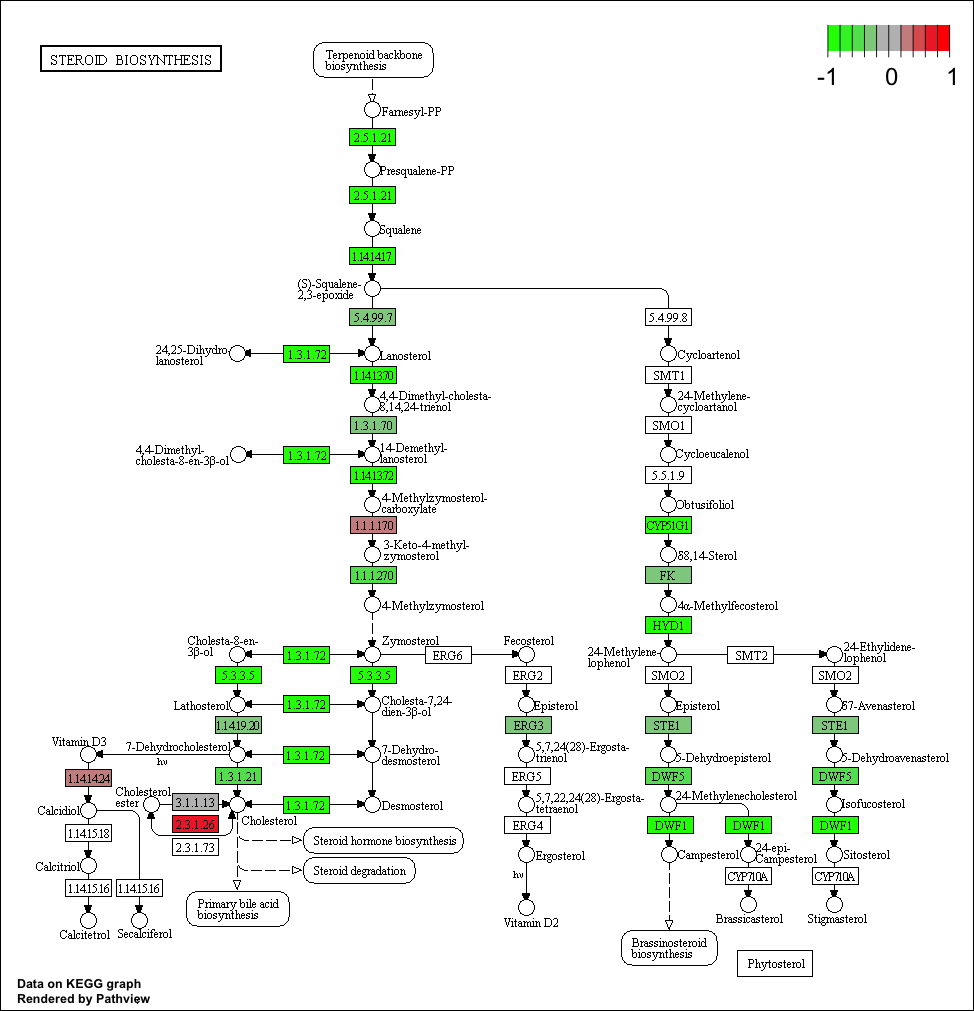 STEROID BIOSYNTHESIS
-1 0 1
Terpenoid backbone
biosynthesis
Farnesyl-PP
2.5.1.21
Presqualene-PP
2.5.1.21
Squalene
1.14.14.17
(S)-Squalene-
2,3-epoxide
5.4.99.7
5.4.99.8
24,25-Dihydro
lanosterol
1.3.1.72
Lanosterol
Cycloartenol
1.14.13.70
SMT1
4,4-Dimethyl-cholesta-
8,14,24-trienol
24-Methylene-
cycloartanol
1.3.1.70
SMO1
4,4-Dimethyl-
cholesta-8-en-3β-ol
1.3.1.72
14-Demethyl-
lanosterol
Cycloeucalenol
1.14.13.72
5.5.1.9
4-Methylzymosterol-
carboxylate
Obtusifoliol
1.1.1.170
CYP51G1
3-Keto-4-methyl-
zymosterol
δ8,14-Sterol
1.1.1.270
FK
4-Methylzymosterol
4α-Methylfecosterol
HYD1
Cholesta-8-en-
3β-ol
1.3.1.72
Zymosterol
ERG6
Fecosterol
24-Methylene-
lophenol
SMT2
24-Ethylidene-
lophenol
5.3.3.5
5.3.3.5
ERG2
SMO2
SMO2
Lathosterol
1.3.1.72
Cholesta-7,24-
dien-3β-ol
Episterol
Episterol
δ7-Avenasterol
1.14.19.20
ERG3
STE1
STE1
Vitamin D3
7-Dehydrocholesterol
hν
1.3.1.72
7-Dehydro-
desmosterol
5,7,24(28)-Ergosta-
trienol
5-Dehydroepisterol
5-Dehydroavenasterol
1.14.14.24
1.3.1.21
ERG5
DWF5
DWF5
Calcidiol
Cholesterol
ester
3.1.1.13
1.3.1.72
Desmosterol
5,7,22,24(28)-Ergosta-
tetraenol
24-Methylenecholesterol
Isofucosterol
2.3.1.26
Cholesterol
1.14.15.18
2.3.1.73
ERG4
DWF1
DWF1
DWF1
Steroid hormone biosynthesis
Calcitriol
Ergosterol
Campesterol
24-epi-
Campesterol
Sitosterol
Steroid degradation
hν
1.14.15.16
1.14.15.16
CYP710A
CYP710A
Primary bile acid
biosynthesis
Calcitetrol
Secalciferol
Vitamin D2
Brassicasterol
Stigmasterol
Brassinosteroid
biosynthesis
Phytosterol
Data on KEGG graph
Rendered by Pathview